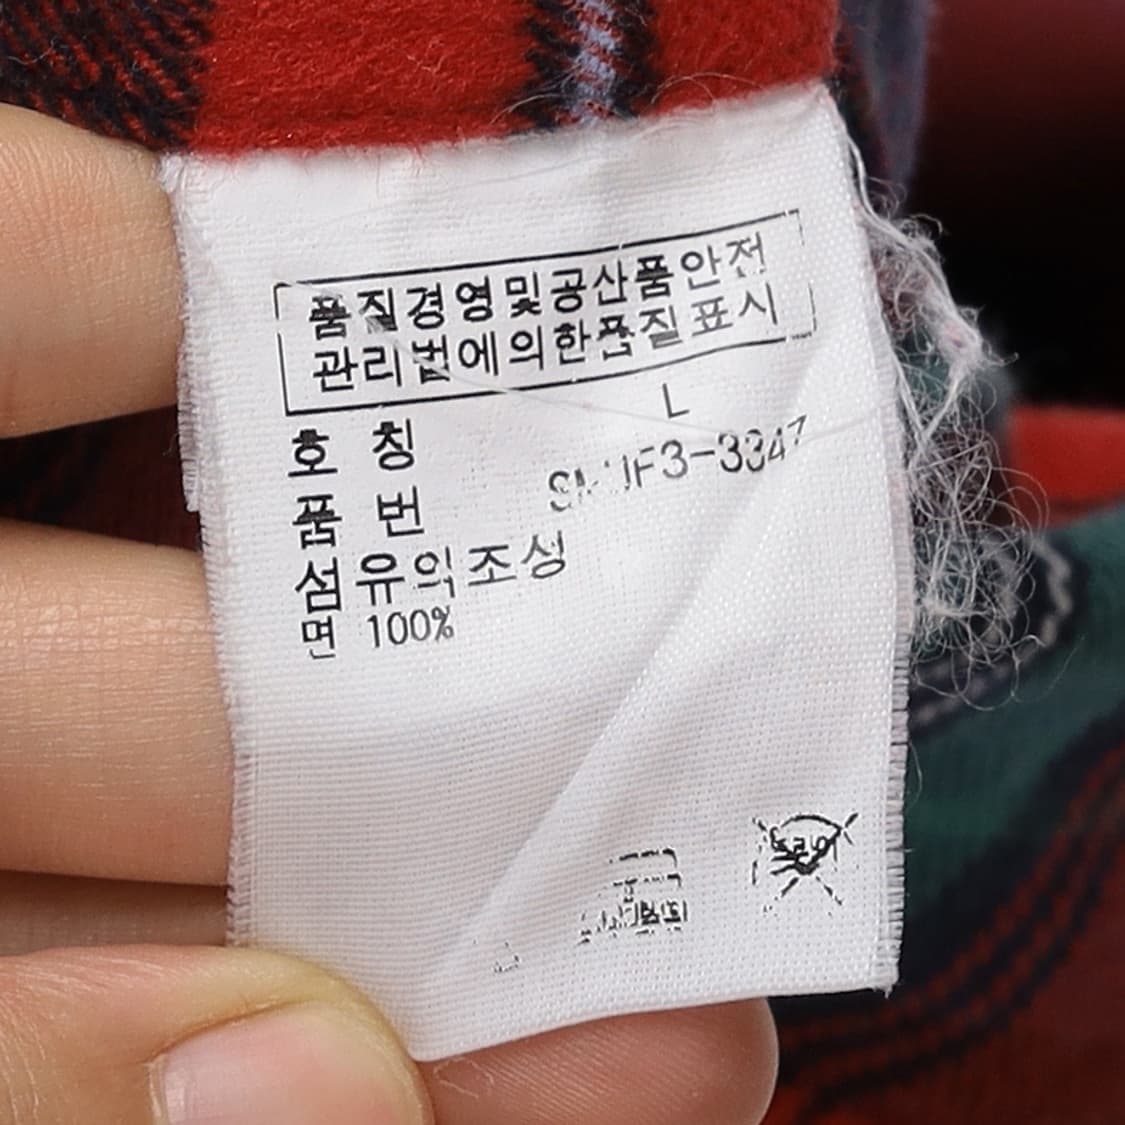 품질경영및공산품안전
관리법에의한품질표시
호 칭 L
품 번
섬유의조성
면 100%